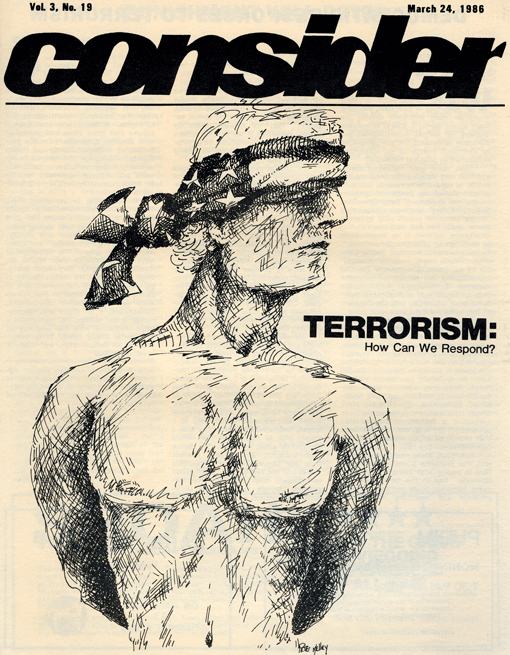 Vol. 3, No. 19
March 24, 1986
consider
TERRORISM:
How Can We Respond?